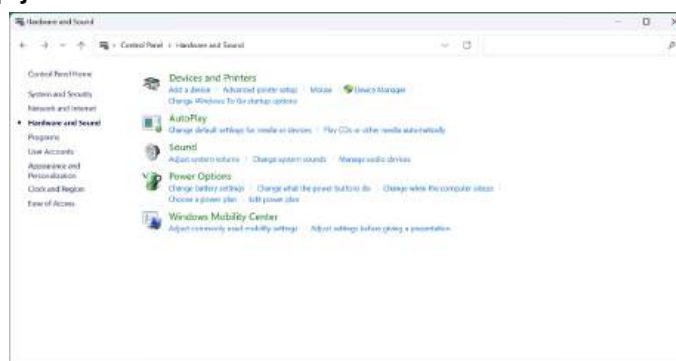 Hardware and Sound
Control Panel › Hardware and Sound
Control Panel Home
System and Security
Network and Internet
Hardware and Sound
Programs
User Accounts
Appearance and
Personalization
Clock and Region
Ease of Access
Devices and Printers
Add a device
Advanced printer setup
Mouse
Device Manager
Change Windows To Go startup options
AutoPlay
Change default settings for media or devices
Play CDs or other media automatically
Sound
Adjust system volume
Change system sounds
Manage audio devices
Power Options
Change battery settings
Change what the power buttons do
Change when the computer sleeps
Choose a power plan
Edit power plan
Windows Mobility Center
Adjust commonly used mobility settings
Adjust settings before giving a presentation